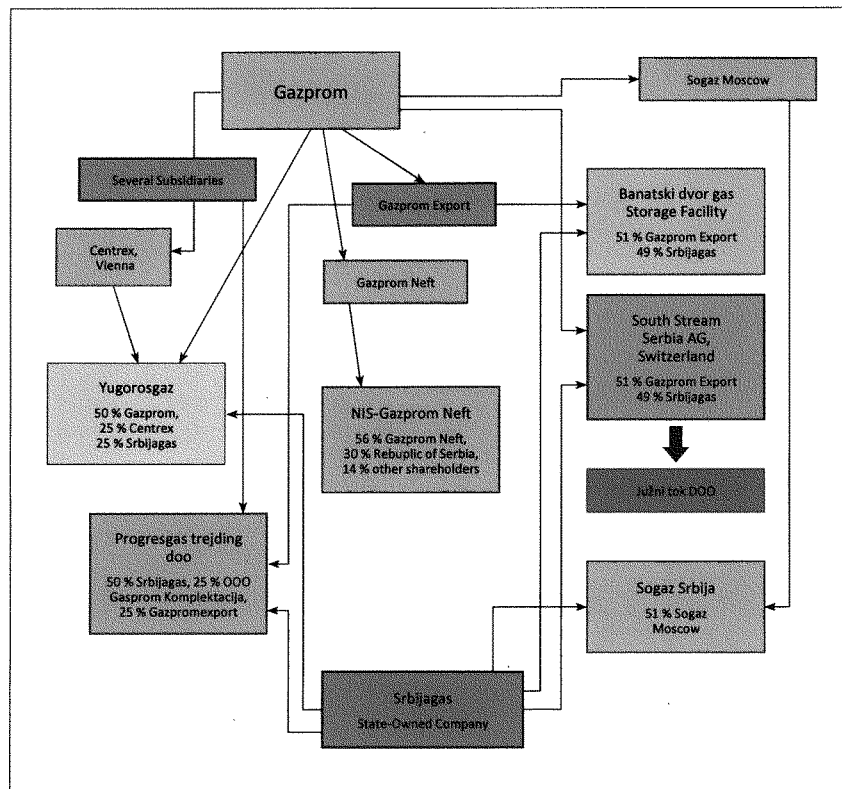 Gazprom
Sogaz Moscow
Several Subsidiaries
Gazprom Export
Banatski dvor gas
Storage Facility
51 % Gazprom Export
49 % Srbijagas
Centrex,
Vienna
Gazprom Neft
South Stream
Serbia AG,
Switzerland
51 % Gazprom Export
49 % Srbijagas
Yugorosgaz
50 % Gazprom,
25 % Centrex
25 % Srbijagas
NIS-Gazprom Neft
56 % Gazprom Neft,
30 % Rebuplic of Serbia,
14 % other shareholders
Južni tok DOO
Progresgas trejding
doo
50 % Srbijagas, 25 % OOO
Gasprom Komplektacija,
25 % Gazpromexport
Sogaz Srbija
51 % Sogaz
Moscow
Srbijagas
State-Owned Company